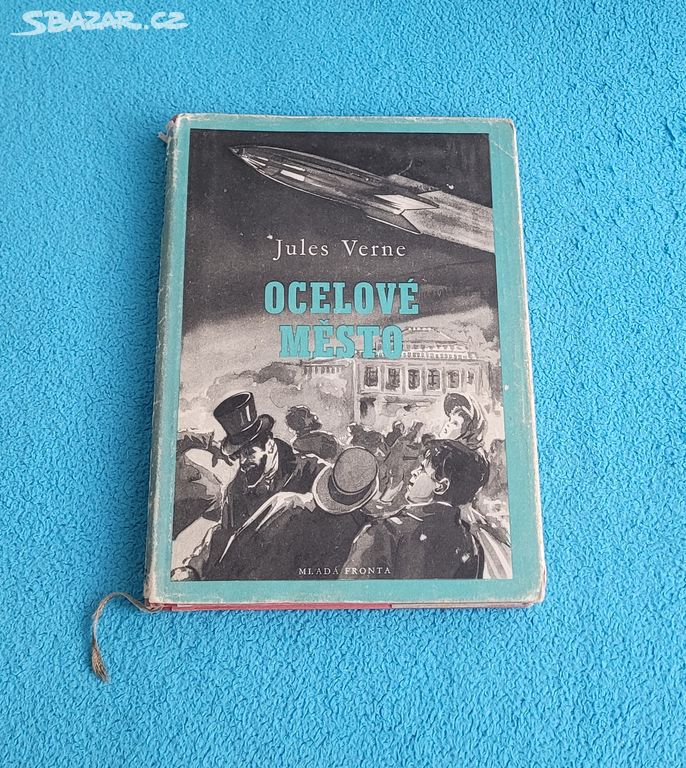 SBAZAR.CZ
Jules Verne
OCELOVÉ
MĚSTO
MLADÁ FRONTA